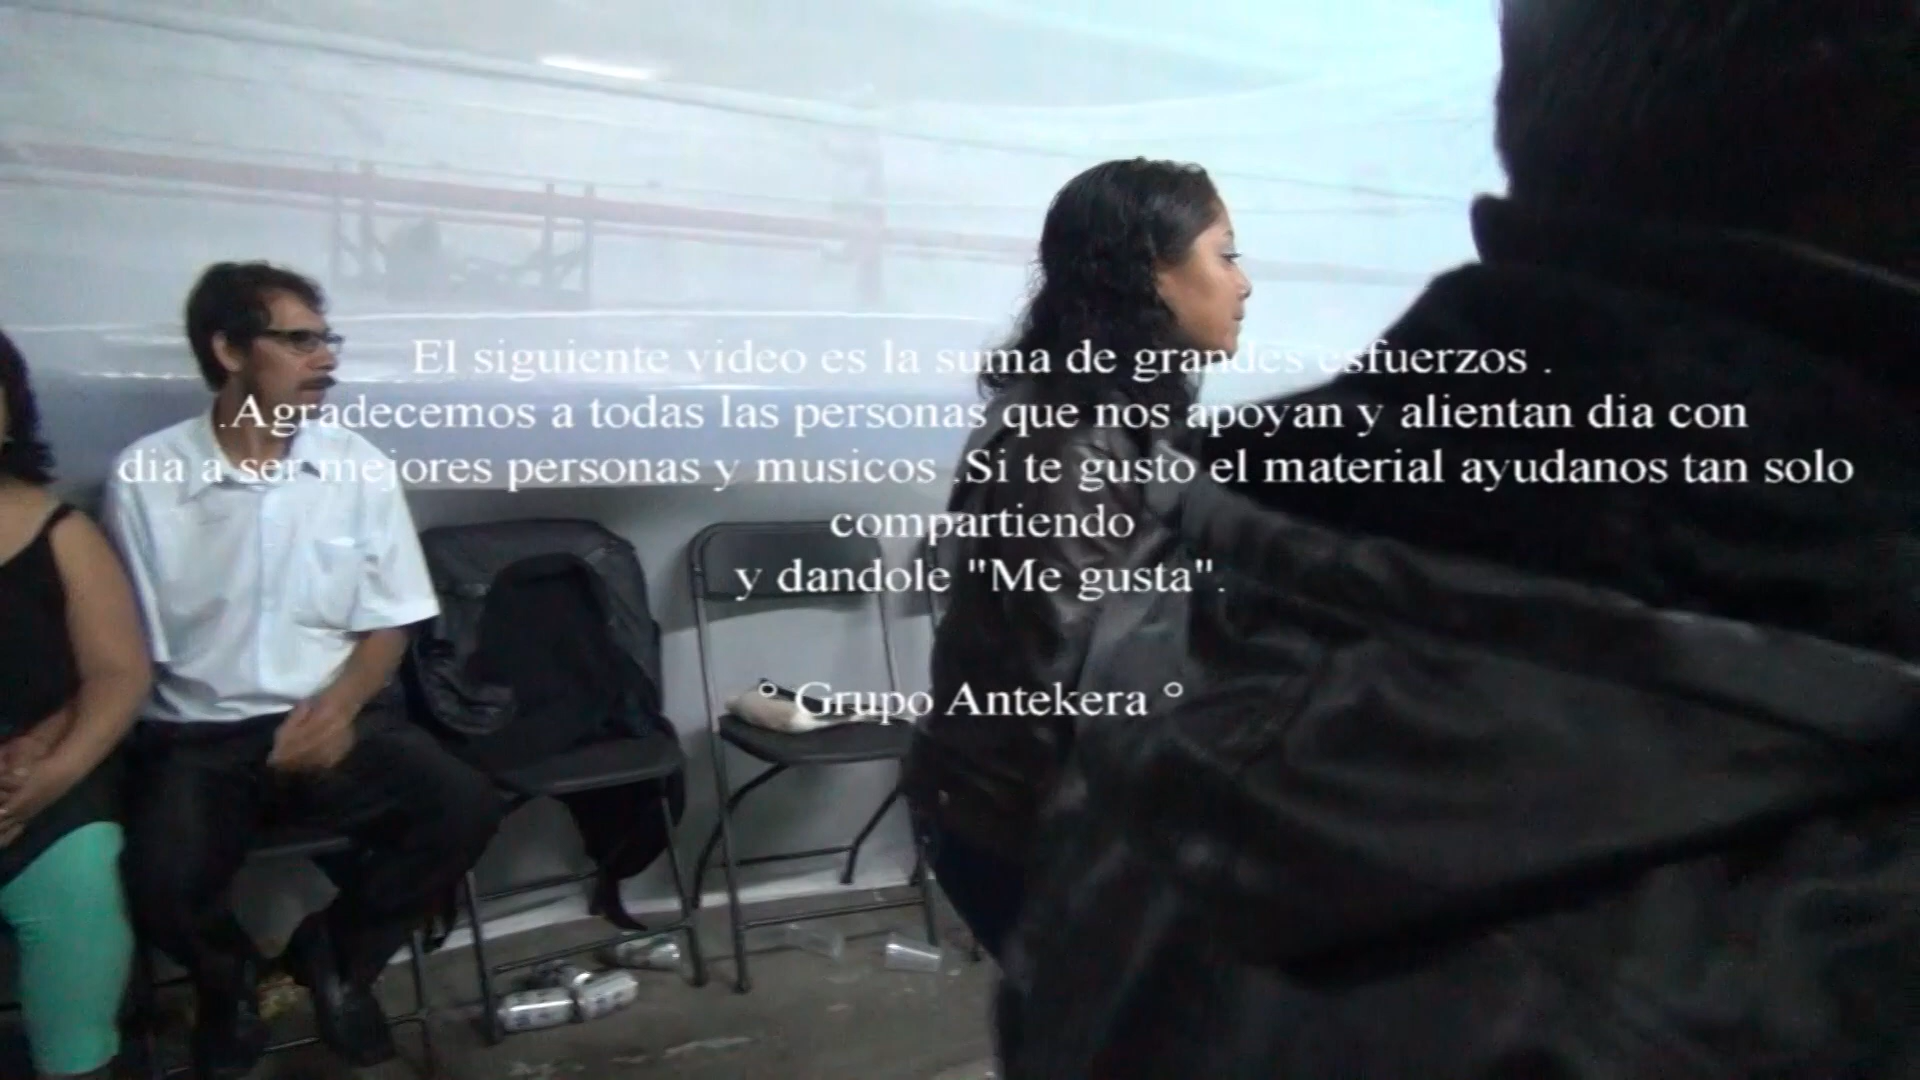 El siguiente video es la suma de grandes esfuerzos .
.Agradecemos a todas las personas que nos apoyan y alientan dia con
dia a ser mejores personas y musicos .Si te gusto el material ayudanos tan solo
compartiendo
y dandole "Me gusta".
° Grupo Antekera °